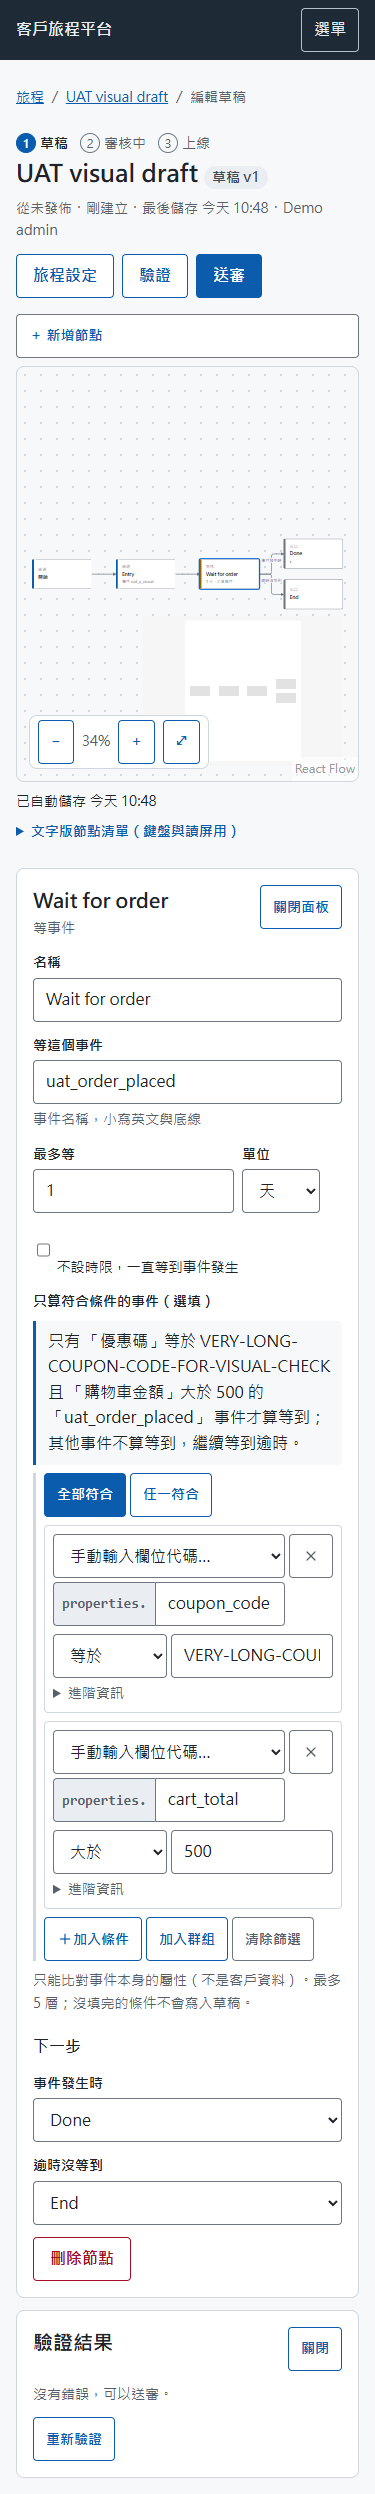 客戶旅程平台
選單
旅程 / UAT visual draft / 編輯草稿
1 草稿 2 審核中 3 上線
UAT visual draft 草稿 v1
從未發佈・剛建立・最後儲存 今天 10:48・Demo
admin
旅程設定
驗證
送審
+ 新增節點
開始
Entry
Wait for order
Done
End
−
34%
+
React Flow
已自動儲存 今天 10:48
▶ 文字版節點清單（鍵盤與讀屏用）
Wait for order
關閉面板
等事件
名稱
Wait for order
等這個事件
uat_order_placed
事件名稱，小寫英文與底線
最多等
單位
1
天
不設時限，一直等到事件發生
只算符合條件的事件（選填）
只有 「優惠碼」等於 VERY-LONG-
COUPON-CODE-FOR-VISUAL-CHECK
且 「購物車金額」大於 500 的
「uat_order_placed」 事件才算等到；
其他事件不算等到，繼續等到逾時。
全部符合
任一符合
手動輸入欄位代碼...
×
properties.
coupon_code
等於
VERY-LONG-COUI
▶ 進階資訊
手動輸入欄位代碼...
×
properties.
cart_total
大於
500
▶ 進階資訊
＋加入條件
加入群組
清除篩選
只能比對事件本身的屬性（不是客戶資料）。最多
5 層；沒填完的條件不會寫入草稿。
下一步
事件發生時
Done
逾時沒等到
End
刪除節點
驗證結果
關閉
沒有錯誤，可以送審。
重新驗證